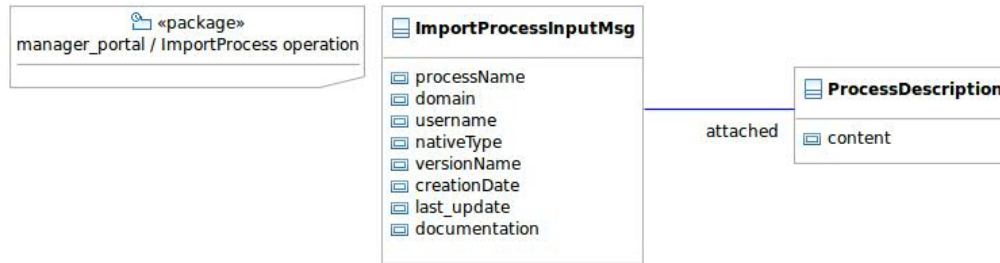 «package»
manager_portal / ImportProcess operation
ImportProcessInputMsg
processName
domain
username
nativeType
versionName
creationDate
last_update
documentation
attached
ProcessDescription
content